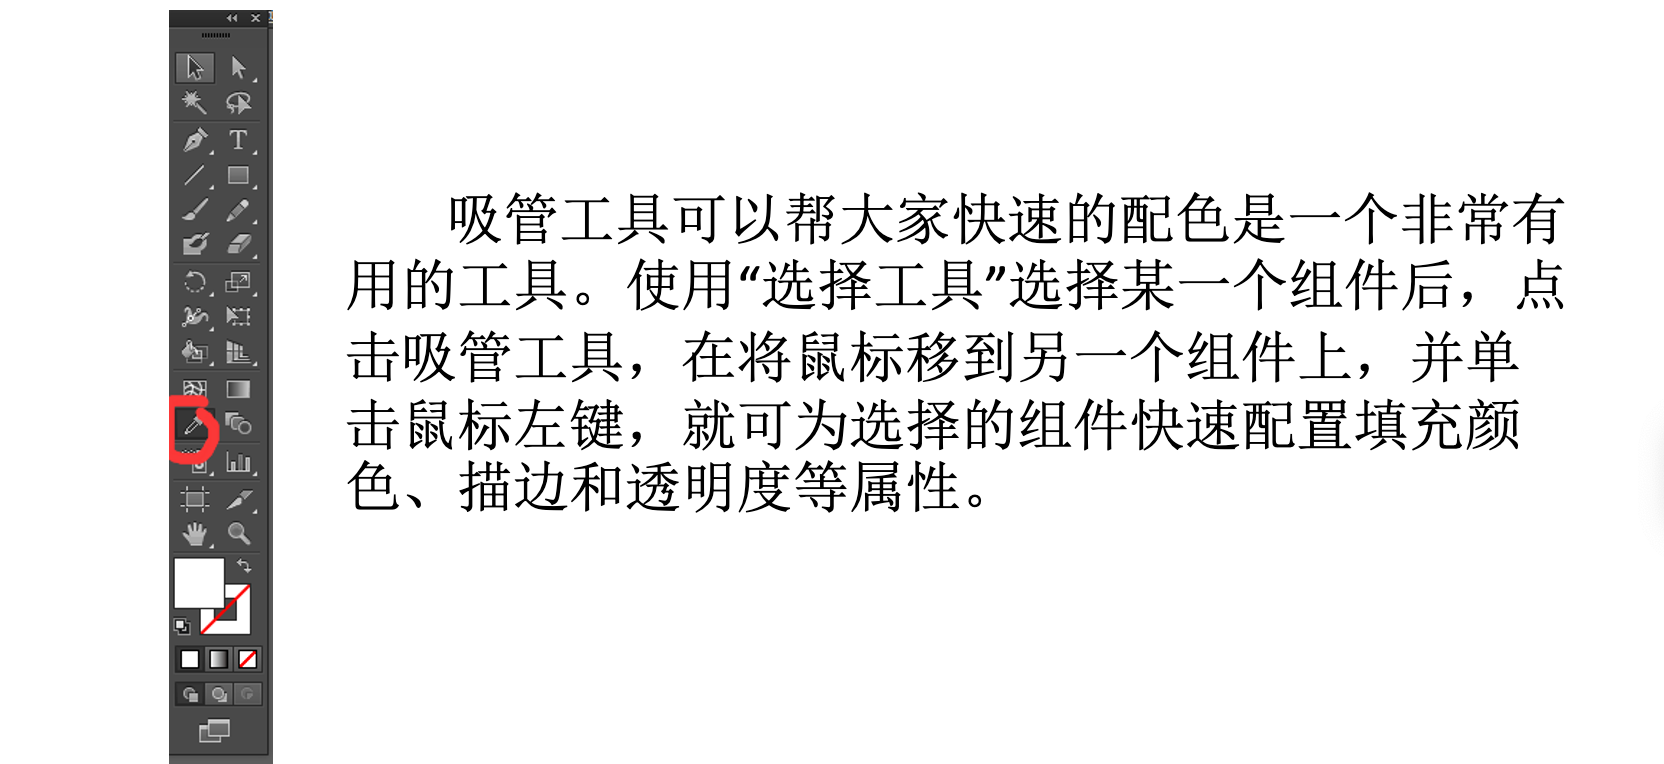 吸管工具可以帮大家快速的配色是一个非常有
用的工具。使用“选择工具”选择某一个组件后，点
击吸管工具，在将鼠标移到另一个组件上，并单
击鼠标左键，就可为选择的组件快速配置填充颜
色、描边和透明度等属性。